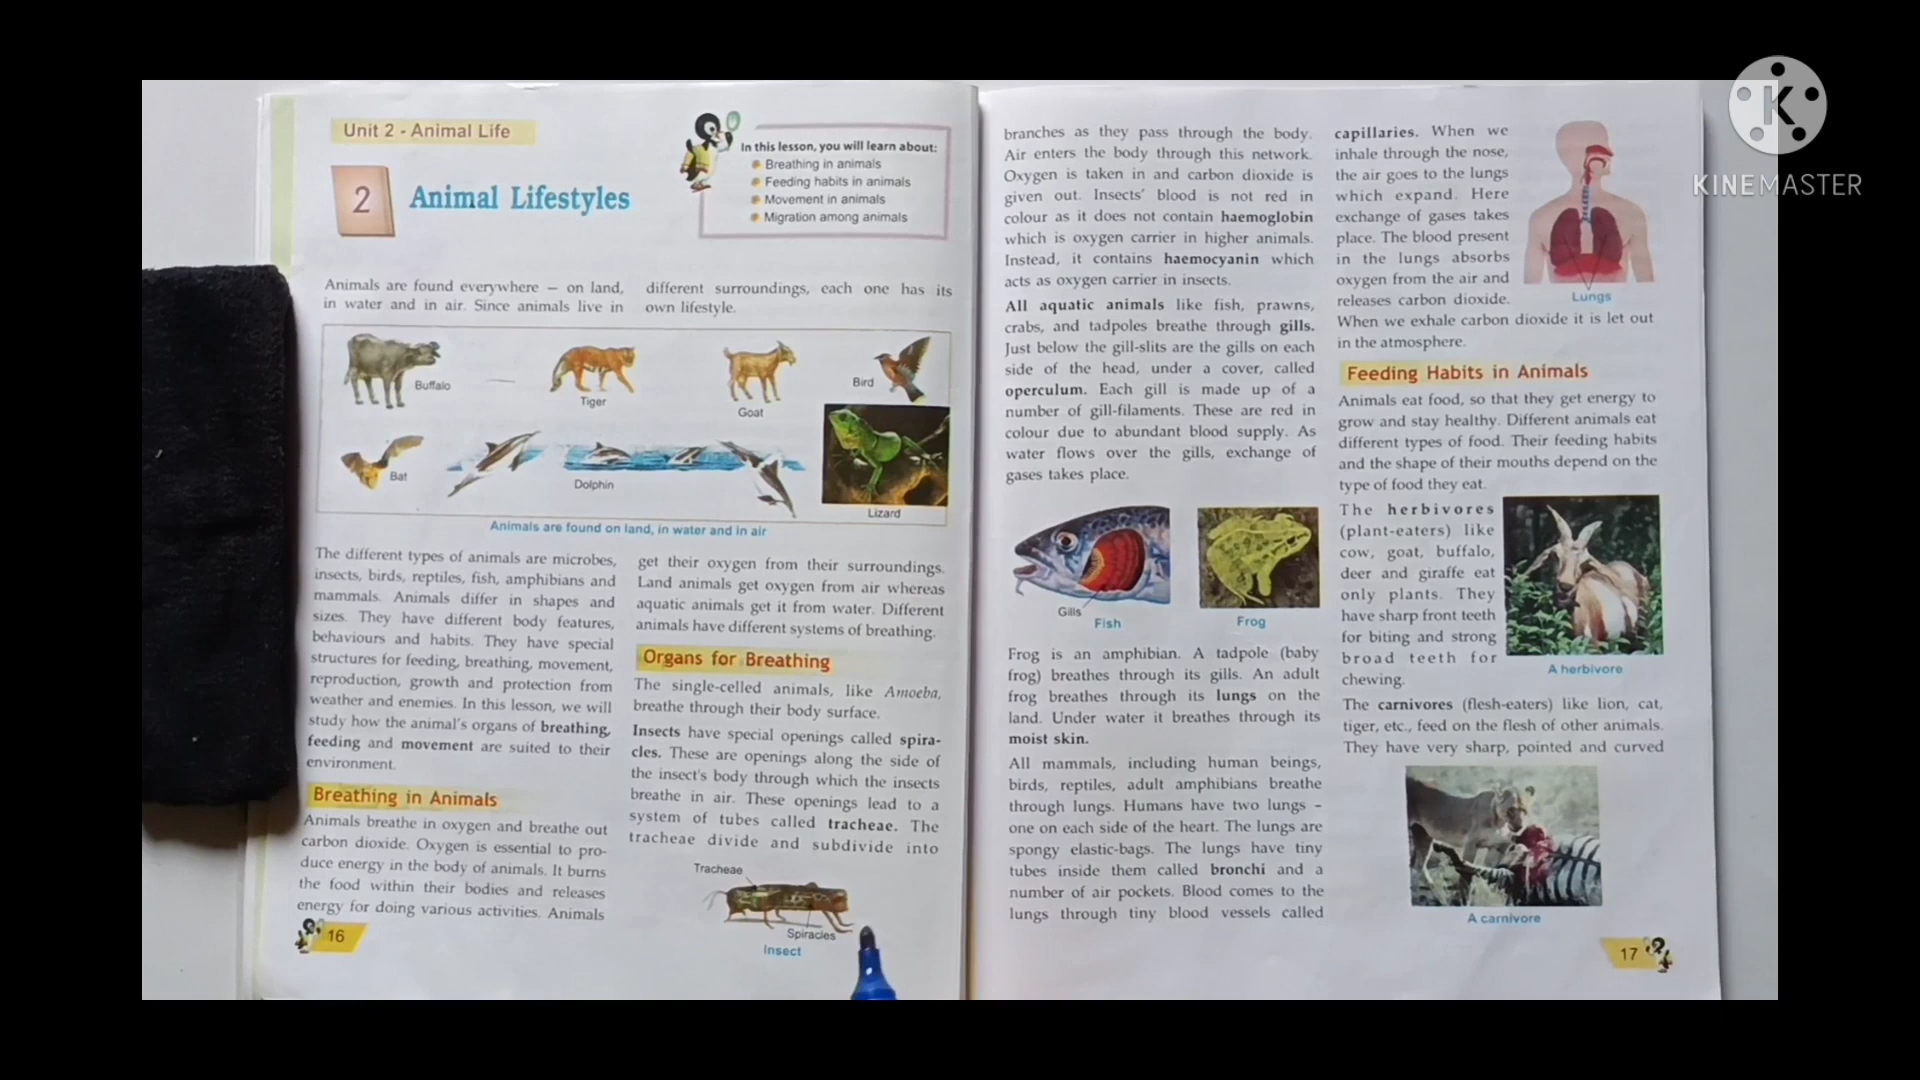 Unit 2 - Animal Life
2
Animal Lifestyles
In this lesson, you will learn about:
Breathing in animals
Feeding habits in animals
Movement in animals
Migration among animals
Animals are found everywhere – on land,
in water and in air. Since animals live in
different surroundings, each one has its
own lifestyle.
Buffalo
Tiger
Goat
Bird
Bat
Dolphin
Lizard
Animals are found on land, in water and in air
The different types of animals are microbes,
insects, birds, reptiles, fish, amphibians and
mammals. Animals differ in shapes and
sizes. They have different body features,
behaviours and habits. They have special
structures for feeding, breathing, movement,
reproduction, growth and protection from
weather and enemies. In this lesson, we will
study how the animal's organs of breathing,
feeding and movement are suited to their
environment.
Breathing in Animals
Animals breathe in oxygen and breathe out
carbon dioxide. Oxygen is essential to pro-
duce energy in the body of animals. It burns
the food within their bodies and releases
energy for doing various activities. Animals
16
get their oxygen from their surroundings.
Land animals get oxygen from air whereas
aquatic animals get it from water. Different
animals have different systems of breathing.
Organs for Breathing
The single-celled animals, like Amoeba,
breathe through their body surface.
Insects have special openings called spira-
cles. These are openings along the side of
the insect's body through which the insects
breathe in air. These openings lead to a
system of tubes called tracheae. The
tracheae divide and subdivide into
Tracheae
Spiracles
Insect
branches as they pass through the body.
Air enters the body through this network.
Oxygen is taken in and carbon dioxide is
given out. Insects' blood is not red in
colour as it does not contain haemoglobin
which is oxygen carrier in higher animals.
Instead, it contains haemocyanin which
acts as oxygen carrier in insects.
All aquatic animals like fish, prawns,
crabs, and tadpoles breathe through gills.
Just below the gill-slits are the gills on each
side of the head, under a cover, called
operculum. Each gill is made up of a
number of gill-filaments. These are red in
colour due to abundant blood supply. As
water flows over the gills, exchange of
gases takes place.
Gills
Fish
Frog
Frog is an amphibian. A tadpole (baby
frog) breathes through its gills. An adult
frog breathes through its lungs on the
land. Under water it breathes through its
moist skin.
All mammals, including human beings,
birds, reptiles, adult amphibians breathe
through lungs. Humans have two lungs –
one on each side of the heart. The lungs are
spongy elastic-bags. The lungs have tiny
tubes inside them called bronchi and a
number of air pockets. Blood comes to the
lungs through tiny blood vessels called
capillaries. When we
inhale through the nose,
the air goes to the lungs
which expand. Here
exchange of gases takes
place. The blood present
in the lungs absorbs
oxygen from the air and
releases carbon dioxide.
When we exhale carbon dioxide it is let out
in the atmosphere.
Lungs
Feeding Habits in Animals
Animals eat food, so that they get energy to
grow and stay healthy. Different animals eat
different types of food. Their feeding habits
and the shape of their mouths depend on the
type of food they eat.
The herbivores
(plant-eaters) like
cow, goat, buffalo,
deer and giraffe eat
only plants. They
have sharp front teeth
for biting and strong
broad teeth for
chewing.
A herbivore
The carnivores (flesh-eaters) like lion, cat,
tiger, etc., feed on the flesh of other animals.
They have very sharp, pointed and curved
A carnivore
17
K
KINEMASTER